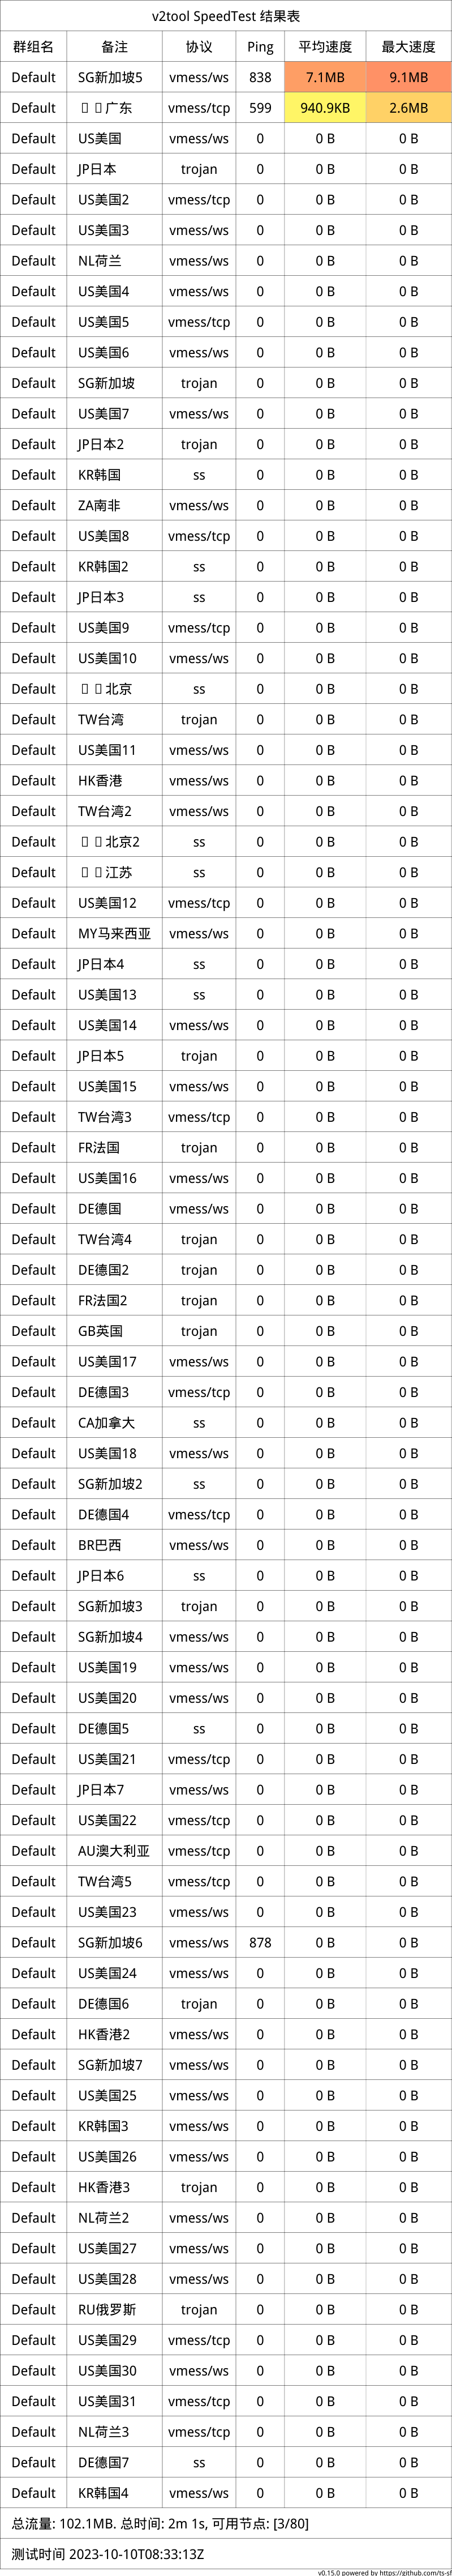 v2tool SpeedTest 结果表
群组名 备注 协议 Ping 平均速度 最大速度
Default SG新加坡5 vmess/ws 838 7.1MB 9.1MB
Default 广东 vmess/tcp 599 940.9KB 2.6MB
Default US美国 vmess/ws 0 0 B 0 B
Default JP日本 trojan 0 0 B 0 B
Default US美国2 vmess/tcp 0 0 B 0 B
Default US美国3 vmess/ws 0 0 B 0 B
Default NL荷兰 vmess/ws 0 0 B 0 B
Default US美国4 vmess/ws 0 0 B 0 B
Default US美国5 vmess/tcp 0 0 B 0 B
Default US美国6 vmess/ws 0 0 B 0 B
Default SG新加坡 trojan 0 0 B 0 B
Default US美国7 vmess/ws 0 0 B 0 B
Default JP日本2 trojan 0 0 B 0 B
Default KR韩国 ss 0 0 B 0 B
Default ZA南非 vmess/ws 0 0 B 0 B
Default US美国8 vmess/tcp 0 0 B 0 B
Default KR韩国2 ss 0 0 B 0 B
Default JP日本3 ss 0 0 B 0 B
Default US美国9 vmess/tcp 0 0 B 0 B
Default US美国10 vmess/ws 0 0 B 0 B
Default 北京 ss 0 0 B 0 B
Default TW台湾 trojan 0 0 B 0 B
Default US美国11 vmess/ws 0 0 B 0 B
Default HK香港 vmess/ws 0 0 B 0 B
Default TW台湾2 vmess/ws 0 0 B 0 B
Default 北京2 ss 0 0 B 0 B
Default 江苏 ss 0 0 B 0 B
Default US美国12 vmess/tcp 0 0 B 0 B
Default MY马来西亚 vmess/ws 0 0 B 0 B
Default JP日本4 ss 0 0 B 0 B
Default US美国13 ss 0 0 B 0 B
Default US美国14 vmess/ws 0 0 B 0 B
Default JP日本5 trojan 0 0 B 0 B
Default US美国15 vmess/ws 0 0 B 0 B
Default TW台湾3 vmess/tcp 0 0 B 0 B
Default FR法国 trojan 0 0 B 0 B
Default US美国16 vmess/ws 0 0 B 0 B
Default DE德国 vmess/ws 0 0 B 0 B
Default TW台湾4 trojan 0 0 B 0 B
Default DE德国2 trojan 0 0 B 0 B
Default FR法国2 trojan 0 0 B 0 B
Default GB英国 trojan 0 0 B 0 B
Default US美国17 vmess/ws 0 0 B 0 B
Default DE德国3 vmess/tcp 0 0 B 0 B
Default CA加拿大 ss 0 0 B 0 B
Default US美国18 vmess/ws 0 0 B 0 B
Default SG新加坡2 ss 0 0 B 0 B
Default DE德国4 vmess/tcp 0 0 B 0 B
Default BR巴西 vmess/ws 0 0 B 0 B
Default JP日本6 ss 0 0 B 0 B
Default SG新加坡3 trojan 0 0 B 0 B
Default SG新加坡4 vmess/ws 0 0 B 0 B
Default US美国19 vmess/ws 0 0 B 0 B
Default US美国20 vmess/ws 0 0 B 0 B
Default DE德国5 ss 0 0 B 0 B
Default US美国21 vmess/tcp 0 0 B 0 B
Default JP日本7 vmess/ws 0 0 B 0 B
Default US美国22 vmess/tcp 0 0 B 0 B
Default AU澳大利亚 vmess/tcp 0 0 B 0 B
Default TW台湾5 vmess/tcp 0 0 B 0 B
Default US美国23 vmess/ws 0 0 B 0 B
Default SG新加坡6 vmess/ws 878 0 B 0 B
Default US美国24 vmess/ws 0 0 B 0 B
Default DE德国6 trojan 0 0 B 0 B
Default HK香港2 vmess/ws 0 0 B 0 B
Default SG新加坡7 vmess/ws 0 0 B 0 B
Default US美国25 vmess/ws 0 0 B 0 B
Default KR韩国3 vmess/ws 0 0 B 0 B
Default US美国26 vmess/ws 0 0 B 0 B
Default HK香港3 trojan 0 0 B 0 B
Default NL荷兰2 vmess/ws 0 0 B 0 B
Default US美国27 vmess/ws 0 0 B 0 B
Default US美国28 vmess/ws 0 0 B 0 B
Default RU俄罗斯 trojan 0 0 B 0 B
Default US美国29 vmess/tcp 0 0 B 0 B
Default US美国30 vmess/ws 0 0 B 0 B
Default US美国31 vmess/tcp 0 0 B 0 B
Default NL荷兰3 vmess/tcp 0 0 B 0 B
Default DE德国7 ss 0 0 B 0 B
Default KR韩国4 vmess/ws 0 0 B 0 B
总流量: 102.1MB. 总时间: 2m 1s, 可用节点: [3/80]
测试时间 2023-10-10T08:33:13Z
v0.15.0 powered by https://github.com/ts-sf